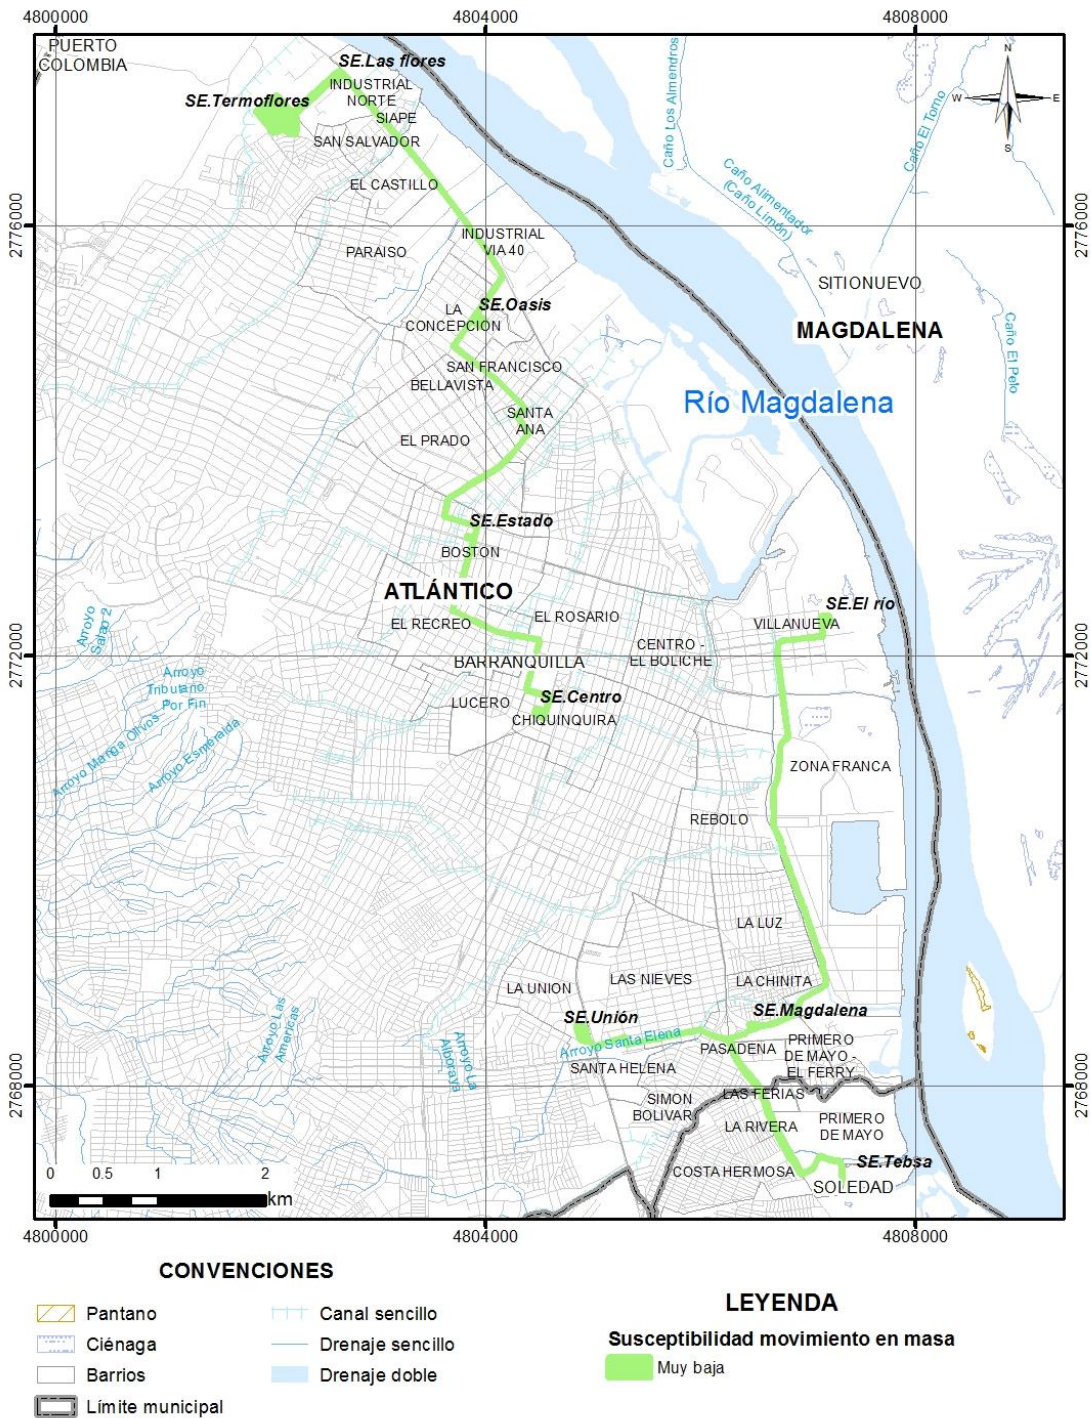 4800000
4804000
4808000
PUERTO
COLOMBIA
SE.Las flores
INDUSTRIAL
NORTE
SE.Termoflores
SIAPE
SAN SALVADOR
EL CASTILLO
Caño Los Almendros
Caño El Torno
N
W
E
S
Caño Alimentador
(Caño Limón)
2776000
2776000
INDUSTRIAL
VIA 40
PARAISO
SITIONUEVO
SE.Oasis
LA
CONCEPCION
MAGDALENA
Caño El Pelo
SAN FRANCISCO
BELLAVISTA
Río Magdalena
SANTA
ANA
EL PRADO
SE.Estado
BOSTON
ATLÁNTICO
SE.El río
EL ROSARIO
EL RECREO
VILLANUEVA
Arroyo
Salao 2
2772000
2772000
CENTRO -
EL BOLICHE
BARRANQUILLA
Arroyo
Tributario
Por Fin
LUCERO
SE.Centro
CHIQUINQUIRA
Arroyo Manga Olivos
Arroyo Esmeralda
ZONA FRANCA
REBOLO
LA LUZ
LAS NIEVES
LA CHINITA
LA UNION
SE.Unión
SE.Magdalena
Arroyo Las
Americas
Arroyo La
Alboraya
Arroyo Santa Elena
PASADENA
PRIMERO
DE MAYO -
EL FERRY
SANTA HELENA
2768000
2768000
LAS FERIAS
SIMON
BOLIVAR
LA RIVERA
PRIMERO
DE MAYO
SE.Tebsa
COSTA HERMOSA
SOLEDAD
0 0.5 1 2
km
4800000
4804000
4808000
CONVENCIONES
Pantano
Ciénaga
Barrios
Límite municipal
Canal sencillo
Drenaje sencillo
Drenaje doble
LEYENDA
Susceptibilidad movimiento en masa
Muy baja